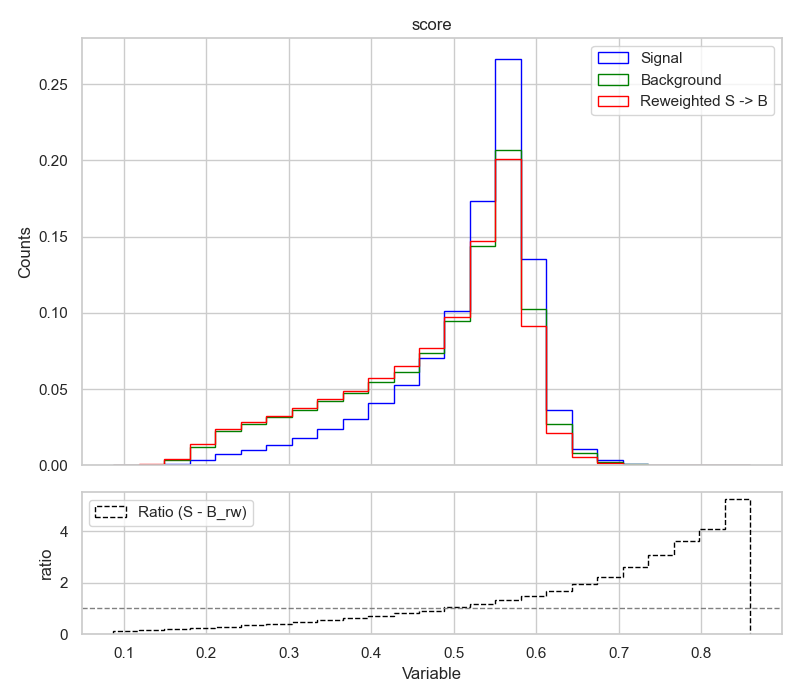 score
Signal
Background
Reweighted S -> B
Counts
0.25
0.20
0.15
0.10
0.05
0.00
Ratio (S - B_rw)
ratio
4
2
0
0.1 0.2 0.3 0.4 0.5 0.6 0.7 0.8
Variable